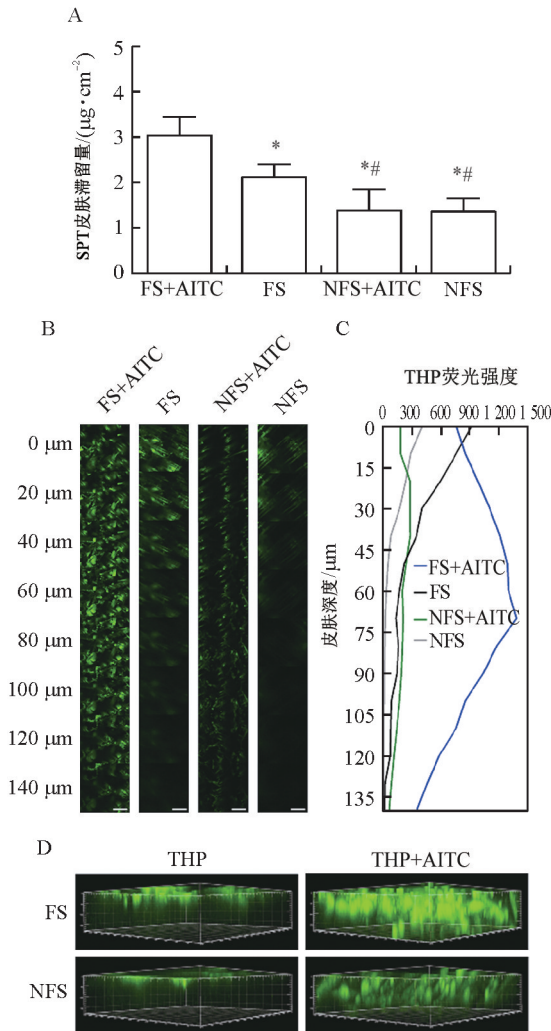 A
SPT皮肤滞留量/(μg·cm⁻²)
5
4
3
2
1
0
*
*#
*#
FS+AITC
FS
NFS+AITC
NFS
B
FS+AITC
FS
NFS+AITC
NFS
0 μm
20 μm
40 μm
60 μm
80 μm
100 μm
120 μm
140 μm
C
THP荧光强度
0 300 600 900 1 200 1 500
皮肤深度/μm
0
15
30
45
60
75
90
105
120
135
FS+AITC
FS
NFS+AITC
NFS
D
THP
THP+AITC
FS
NFS